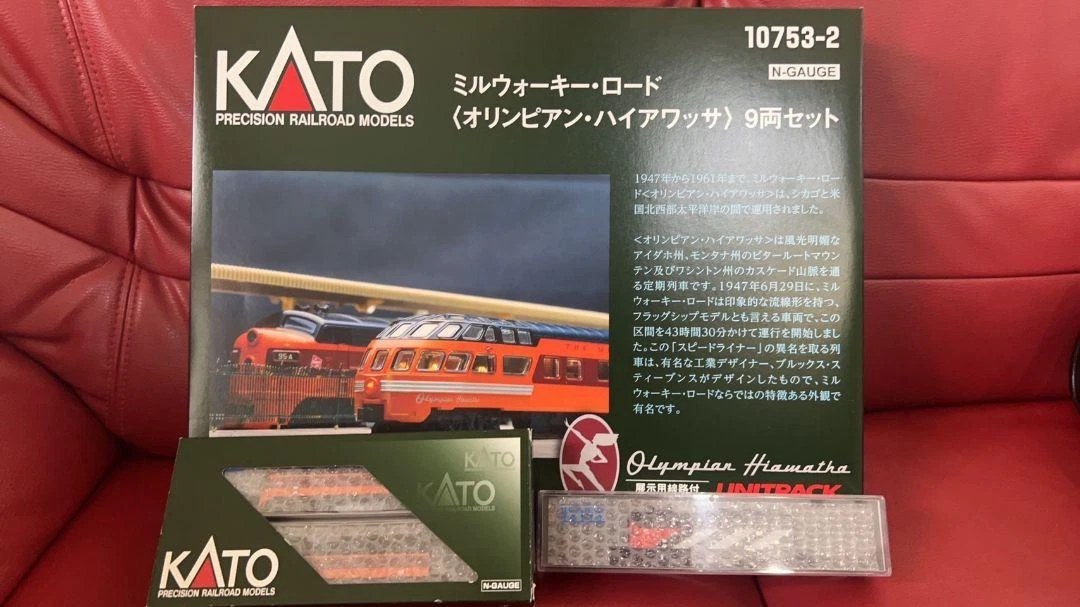 KATO
PRECISION RAILROAD MODELS
10753-2
N-GAUGE
ミルウォーキー・ロード
〈オリンピアン・ハイアワッサ〉 9両セット
1947年から1961年まで、ミルウォーキー・ロー
ド<オリンピアン・ハイアワッサ>は、シカゴと米
国北西部太平洋岸の間で運用されました。
<オリンピアン・ハイアワッサ>は風光明媚な
アイダホ州、モンタナ州のビタールートマウン
テン及びワシントン州のカスケード山脈を通
る定期列車です。1947年6月29日に、ミル
ウォーキー・ロードは印象的な流線形を持つ、
フラッグシップモデルとも言える車両で、この
区間を43時間30分かけて運行を開始しまし
た。この「スピードライナー」の異名を取る列
車は、有名な工業デザイナー、ブルックス・ス
ティーブンスがデザインしたもので、ミル
ウォーキー・ロードならではの特徴ある外観で
有名です。
95A
THE M
Olympian Hiawatha
Olympian Hiawatha
展示用線路付
UNITRACK
KATO
KATO
PRECISION RAILROAD MODELS
KATO
PRECISION RAILROAD MODELS
N-GAUGE